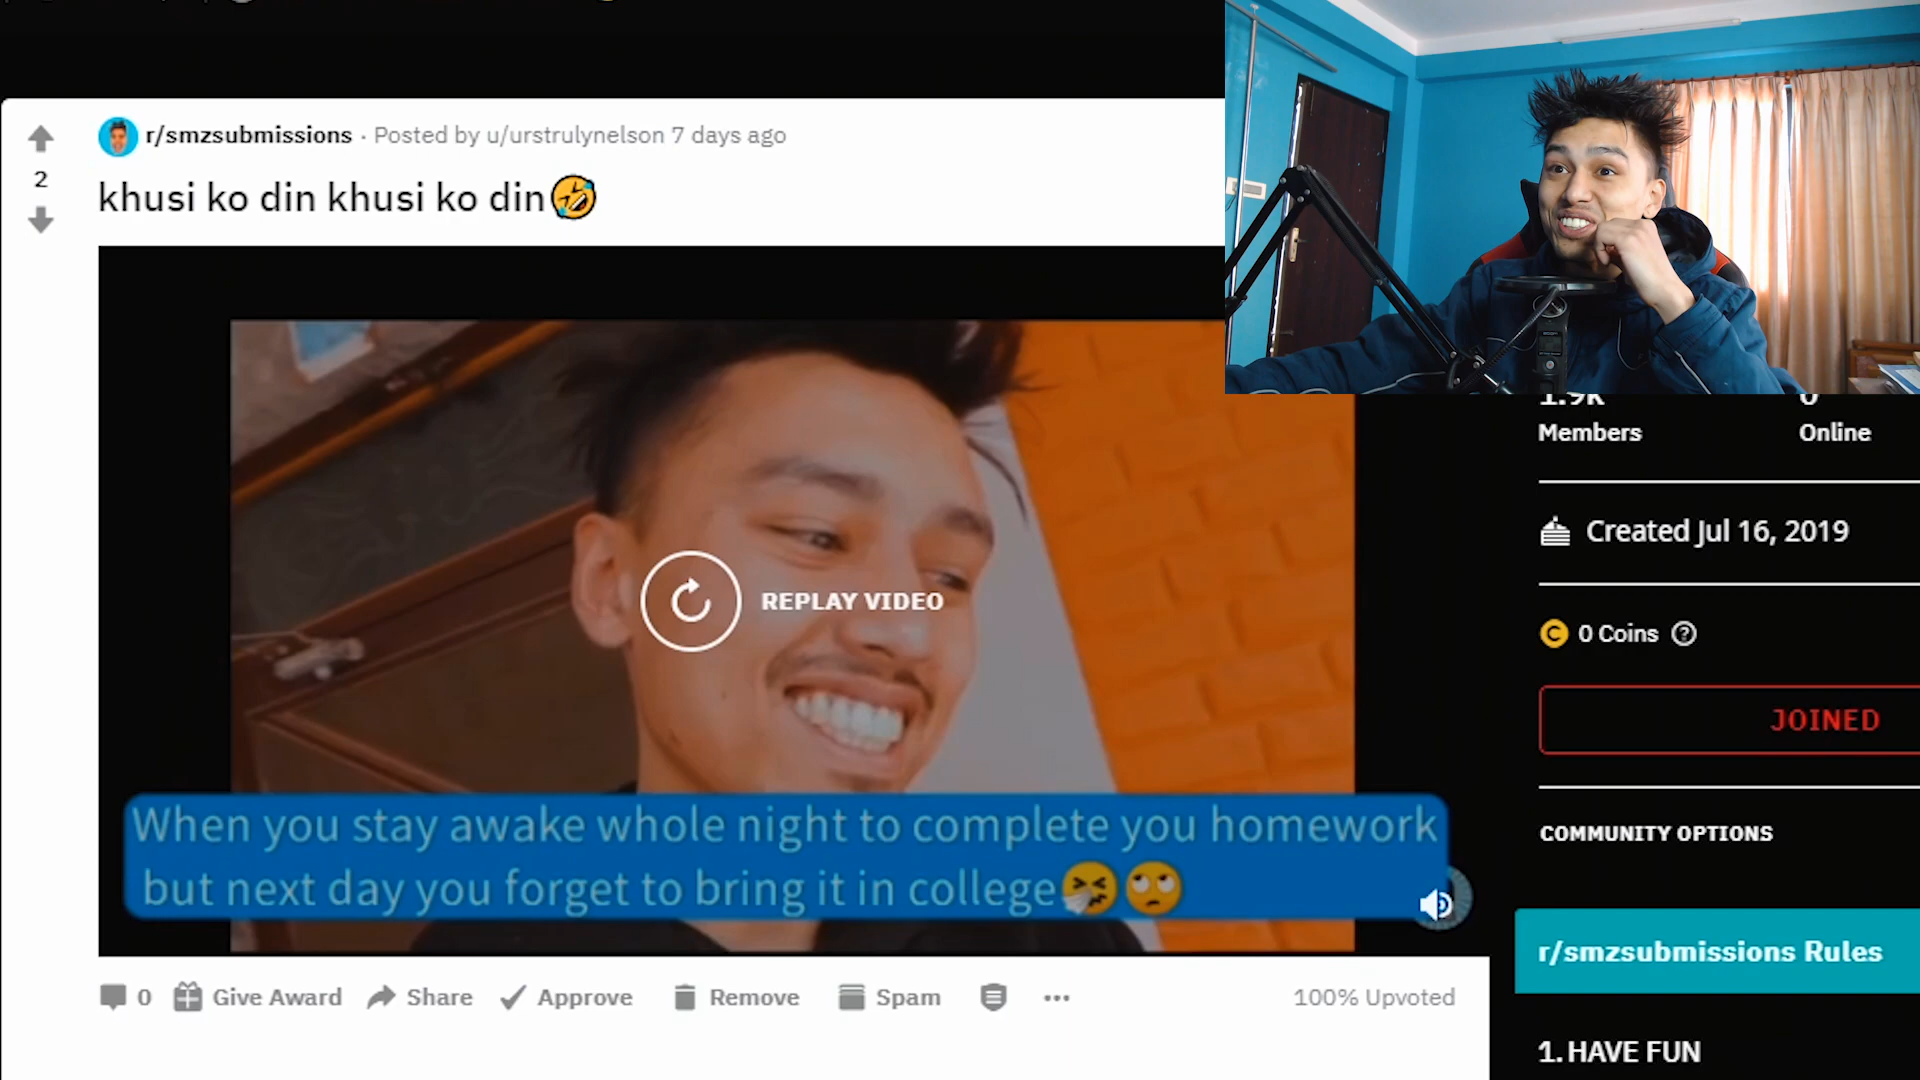 r/smzsubmissions · Posted by u/urstrulynelson 7 days ago
2
khusi ko din khusi ko din🤣
REPLAY VIDEO
When you stay awake whole night to complete you homework
but next day you forget to bring it in college🤧🙄
0 Give Award Share Approve Remove Spam ••• 100% Upvoted
1.9K
Members Online
Created Jul 16, 2019
0 Coins
JOINED
COMMUNITY OPTIONS
r/smzsubmissions Rules
1. HAVE FUN